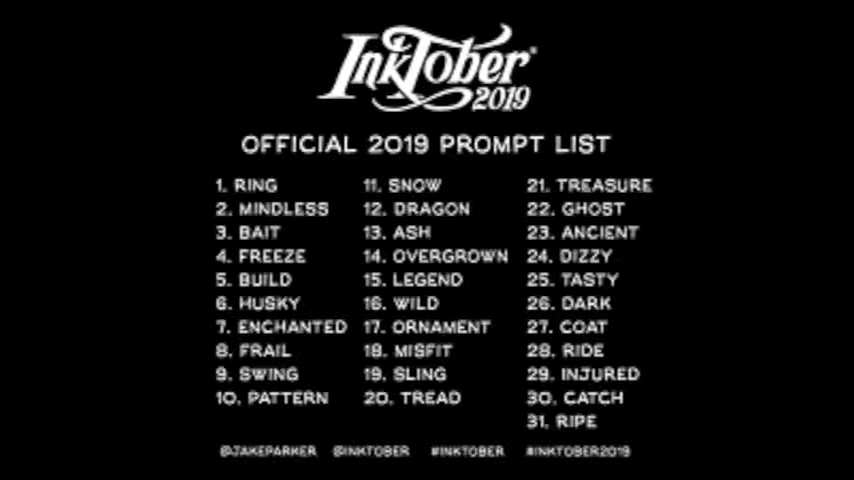 InkTober®
2019
OFFICIAL 2019 PROMPT LIST
1. RING
2. MINDLESS
3. BAIT
4. FREEZE
5. BUILD
6. HUSKY
7. ENCHANTED
8. FRAIL
9. SWING
10. PATTERN
11. SNOW
12. DRAGON
13. ASH
14. OVERGROWN
15. LEGEND
16. WILD
17. ORNAMENT
18. MISFIT
19. SLING
20. TREAD
21. TREASURE
22. GHOST
23. ANCIENT
24. DIZZY
25. TASTY
26. DARK
27. COAT
28. RIDE
29. INJURED
30. CATCH
31. RIPE
@JAKEPARKER @INKTOBER #INKTOBER #INKTOBER2019